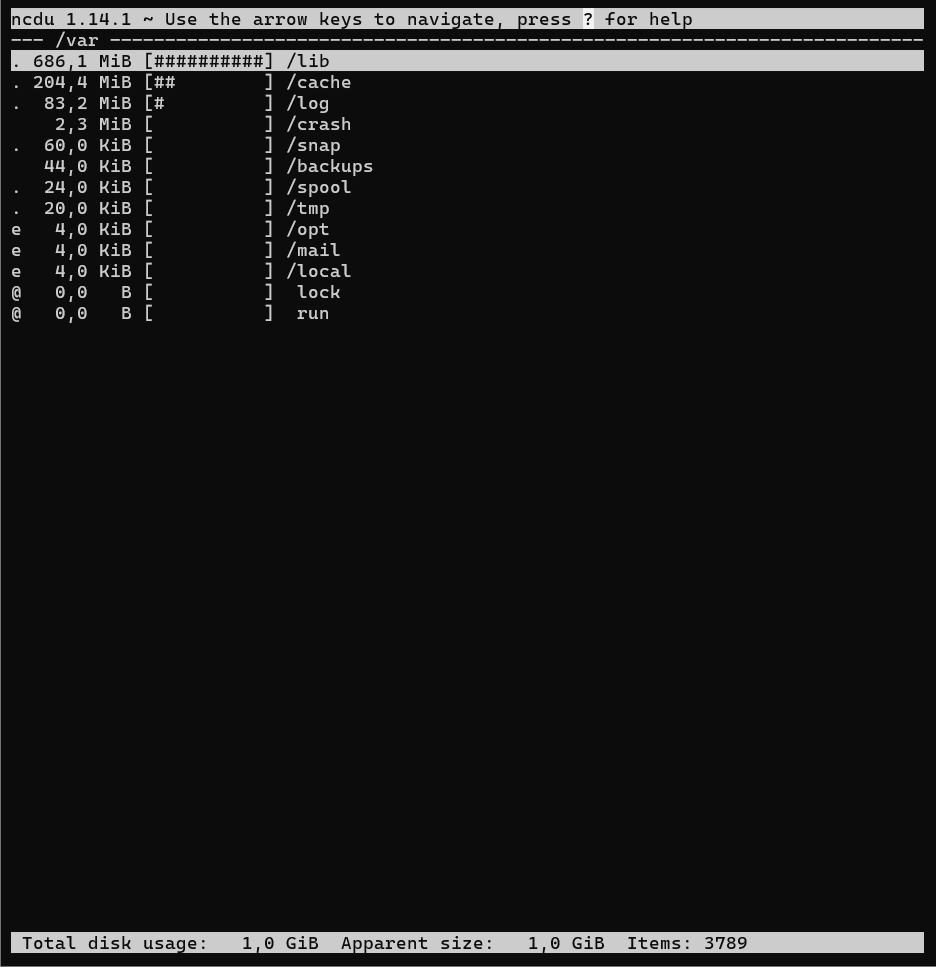 ncdu 1.14.1 ~ Use the arrow keys to navigate, press ? for help
--- /var --------------------------------------------------------------------------
. 686,1 MiB [##########] /lib
. 204,4 MiB [##        ] /cache
.  83,2 MiB [#         ] /log
    2,3 MiB [          ] /crash
.  60,0 KiB [          ] /snap
   44,0 KiB [          ] /backups
.  24,0 KiB [          ] /spool
.  20,0 KiB [          ] /tmp
e   4,0 KiB [          ] /opt
e   4,0 KiB [          ] /mail
e   4,0 KiB [          ] /local
@   0,0   B [          ]  lock
@   0,0   B [          ]  run
Total disk usage:   1,0 GiB  Apparent size:   1,0 GiB  Items: 3789